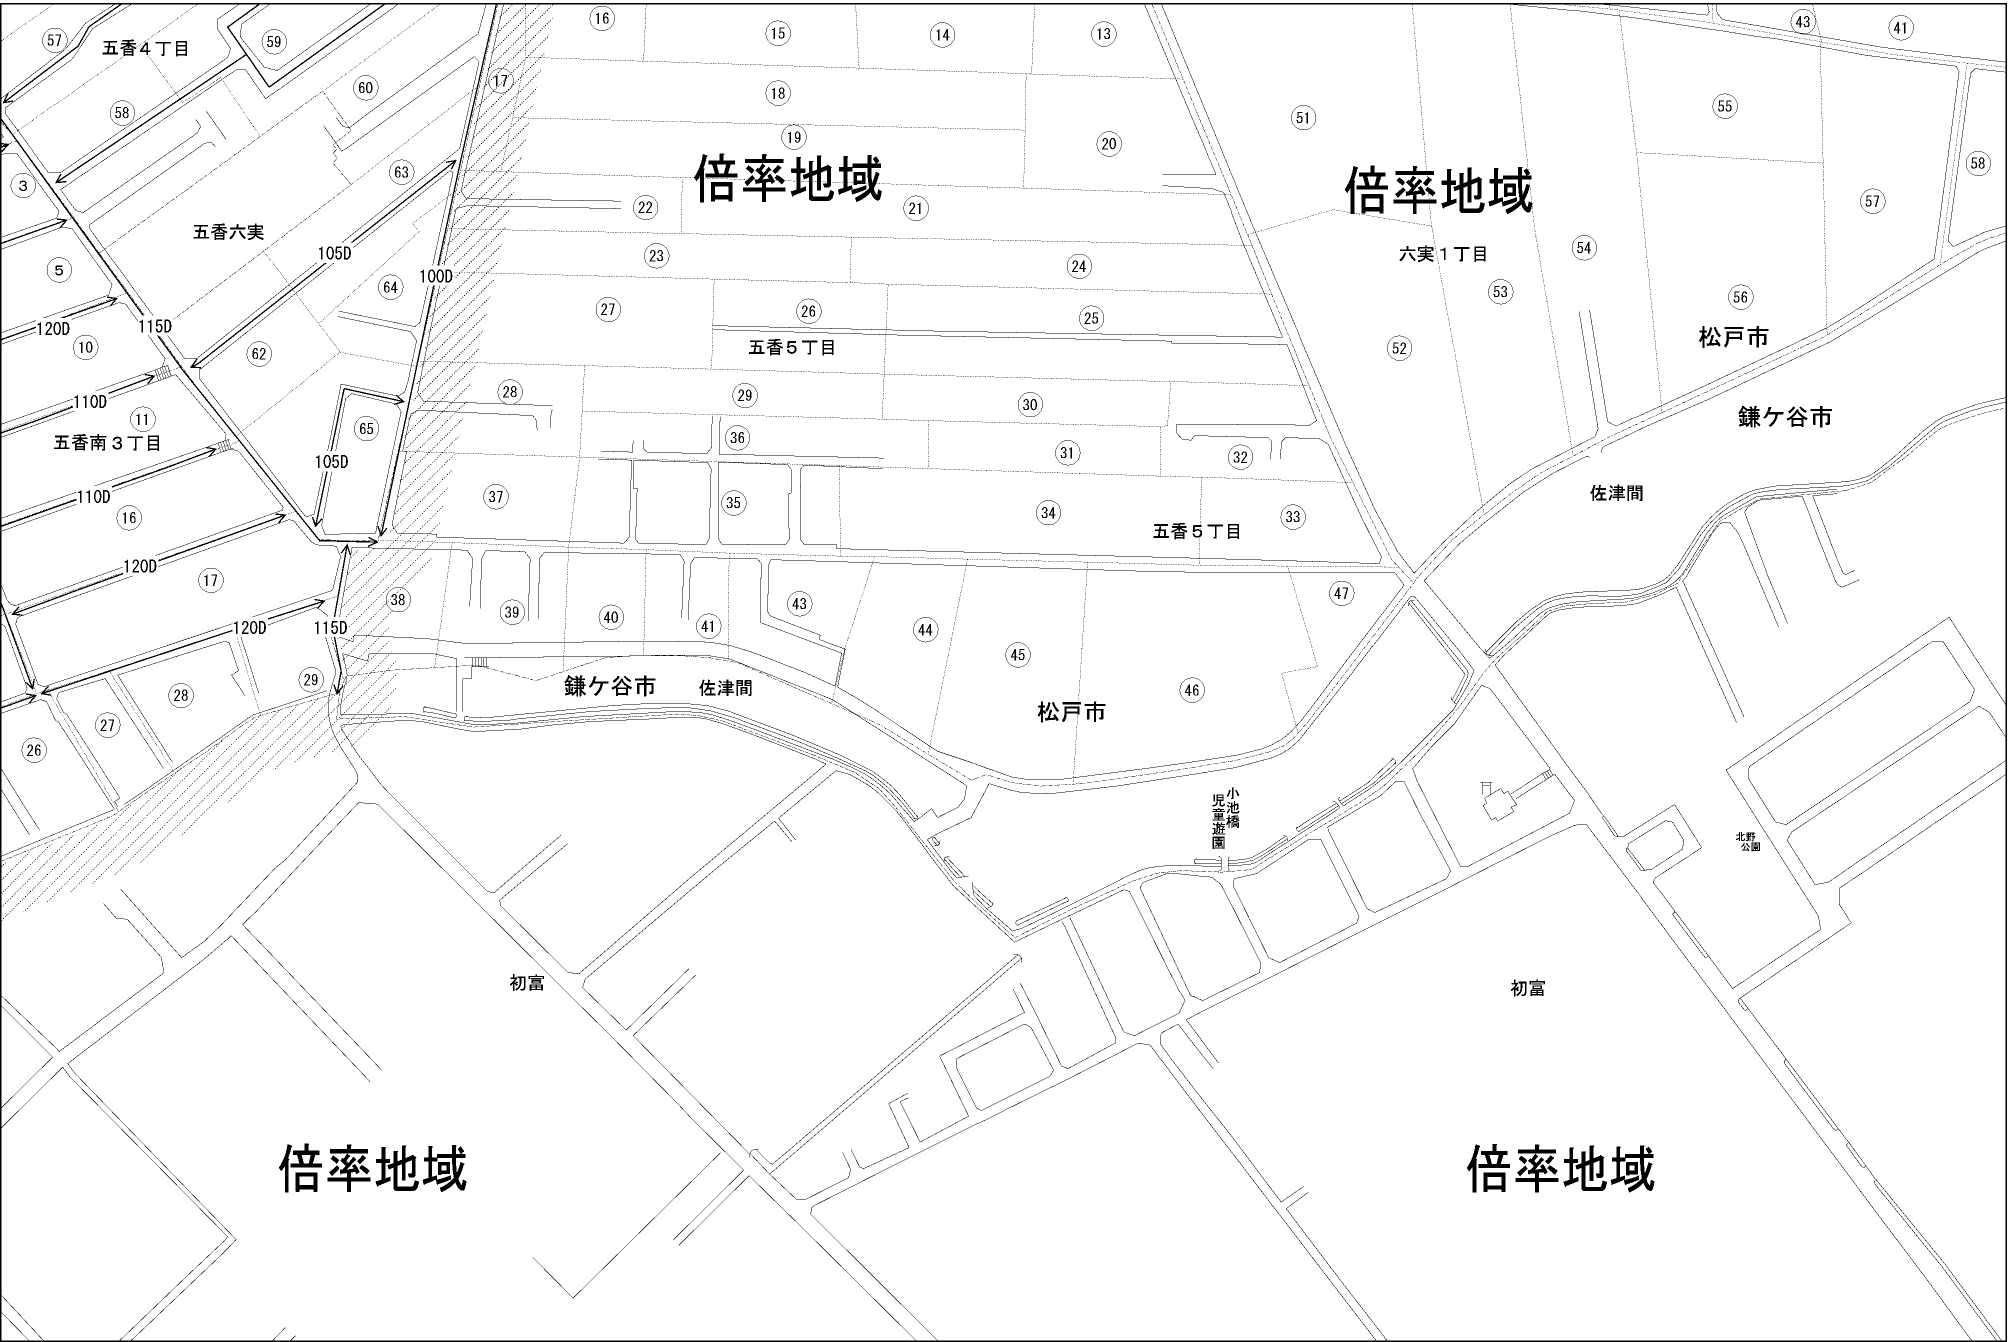 16
15
14
13
43
41
57
五香４丁目
59
60
17
18
58
19
20
51
55
58
3
63
倍率地域
倍率地域
22
21
57
五香六実
105D
23
24
54
六実１丁目
5
100D
64
53
56
120D
115D
27
26
25
松戸市
10
62
五香５丁目
52
110D
28
29
30
鎌ケ谷市
11
65
五香南３丁目
36
31
32
105D
110D
37
35
34
33
佐津間
16
五香５丁目
120D
17
38
39
40
41
43
47
120D
115D
44
45
29
鎌ケ谷市
佐津間
46
28
松戸市
27
26
小池橋
児童遊園
北野
公園
初富
初富
倍率地域
倍率地域